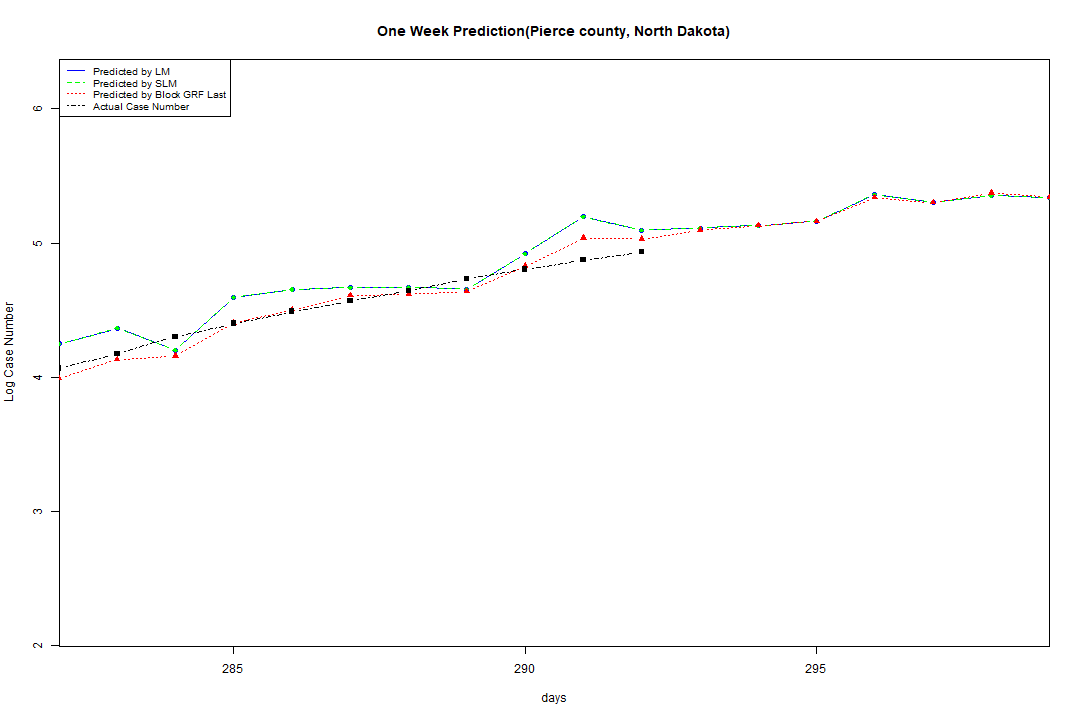 One Week Prediction(Pierce county, North Dakota)
Predicted by LM
Predicted by SLM
Predicted by Block GRF Last
Actual Case Number
6
5
4
3
2
Log Case Number
285 290 295
days